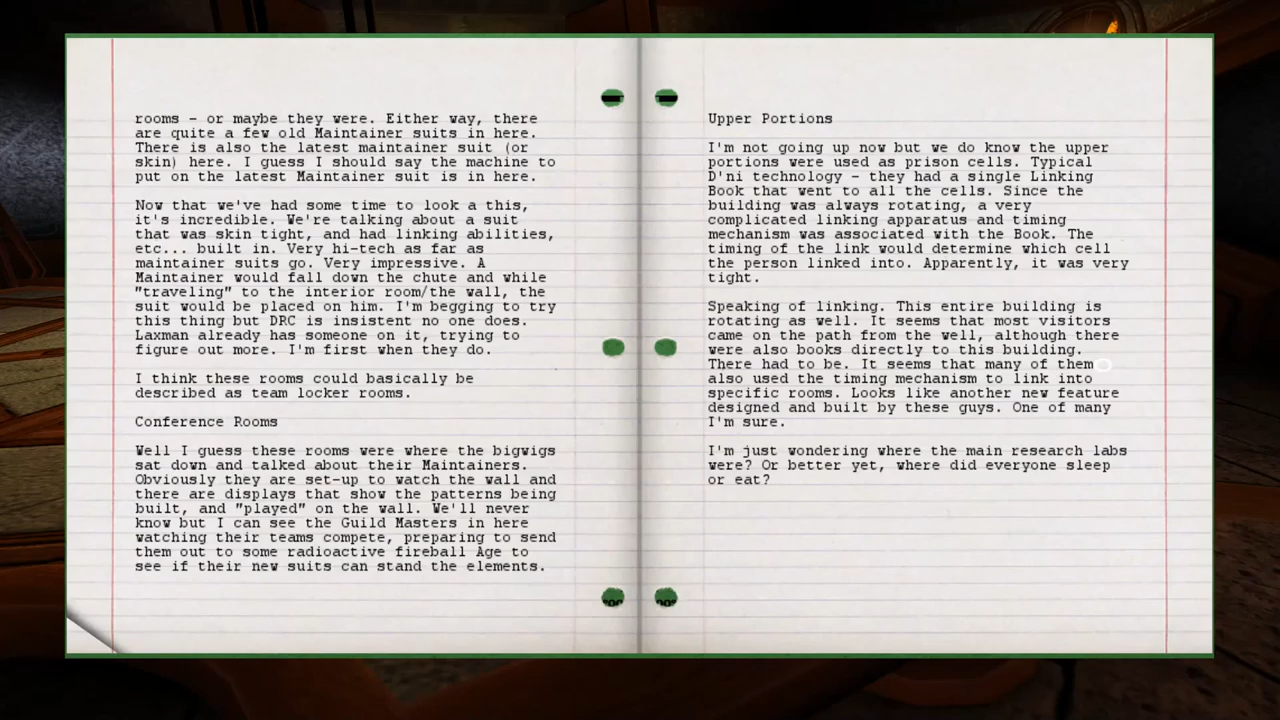 rooms - or maybe they were. Either way, there
are quite a few old Maintainer suits in here.
There is also the latest maintainer suit (or
skin) here. I guess I should say the machine to
put on the latest Maintainer suit is in here.
Now that we've had some time to look a this,
it's incredible. We're talking about a suit
that was skin tight, and had linking abilities,
etc... built in. Very hi-tech as far as
maintainer suits go. Very impressive. A
Maintainer would fall down the chute and while
"traveling" to the interior room/the wall, the
suit would be placed on him. I'm begging to try
this thing but DRC is insistent no one does.
Laxman already has someone on it, trying to
figure out more. I'm first when they do.
I think these rooms could basically be
described as team locker rooms.
Conference Rooms
Well I guess these rooms were where the bigwigs
sat down and talked about their Maintainers.
Obviously they are set-up to watch the wall and
there are displays that show the patterns being
built, and "played" on the wall. We'll never
know but I can see the Guild Masters in here
watching their teams compete, preparing to send
them out to some radioactive fireball Age to
see if their new suits can stand the elements.
Upper Portions
I'm not going up now but we do know the upper
portions were used as prison cells. Typical
D'ni technology - they had a single Linking
Book that went to all the cells. Since the
building was always rotating, a very
complicated linking apparatus and timing
mechanism was associated with the Book. The
timing of the link would determine which cell
the person linked into. Apparently, it was very
tight.
Speaking of linking. This entire building is
rotating as well. It seems that most visitors
came on the path from the well, although there
were also books directly to this building.
There had to be. It seems that many of them
also used the timing mechanism to link into
specific rooms. Looks like another new feature
designed and built by these guys. One of many
I'm sure.
I'm just wondering where the main research labs
were? Or better yet, where did everyone sleep
or eat?